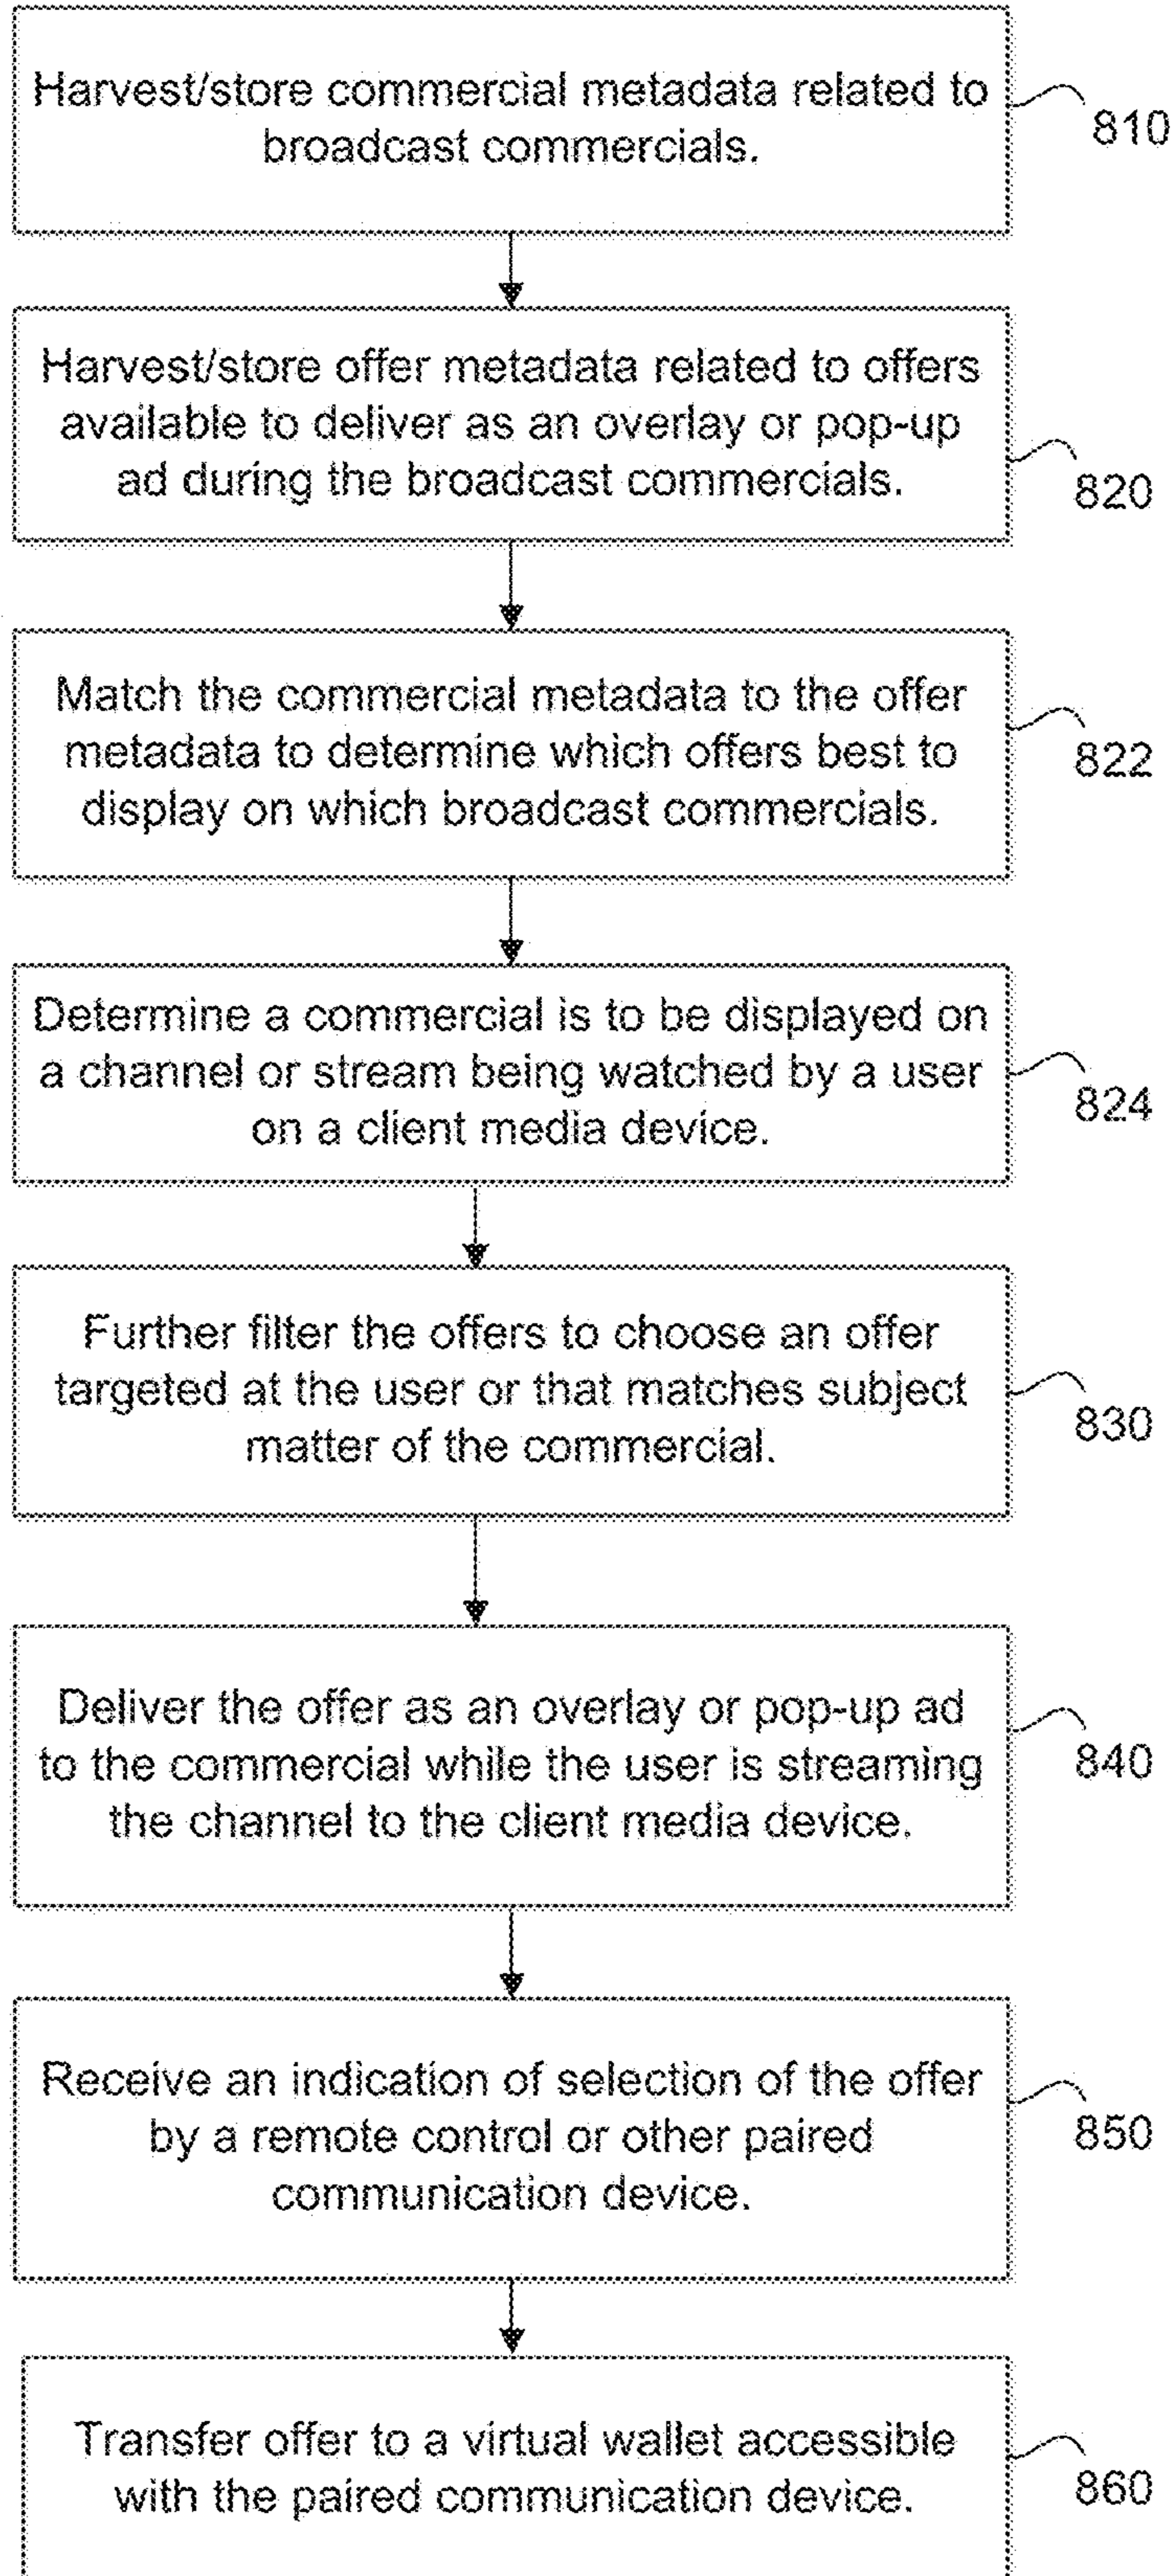 Harvest/store commercial metadata related to
broadcast commercials.
810
Harvest/store offer metadata related to offers
available to deliver as an overlay or pop-up
ad during the broadcast commercials.
820
Match the commercial metadata to the offer
metadata to determine which offers best to
display on which broadcast commercials.
822
Determine a commercial is to be displayed on
a channel or stream being watched by a user
on a client media device.
824
Further filter the offers to choose an offer
targeted at the user or that matches subject
matter of the commercial.
830
Deliver the offer as an overlay or pop-up ad
to the commercial while the user is streaming
the channel to the client media device.
840
Receive an indication of selection of the offer
by a remote control or other paired
communication device.
850
Transfer offer to a virtual wallet accessible
with the paired communication device.
860